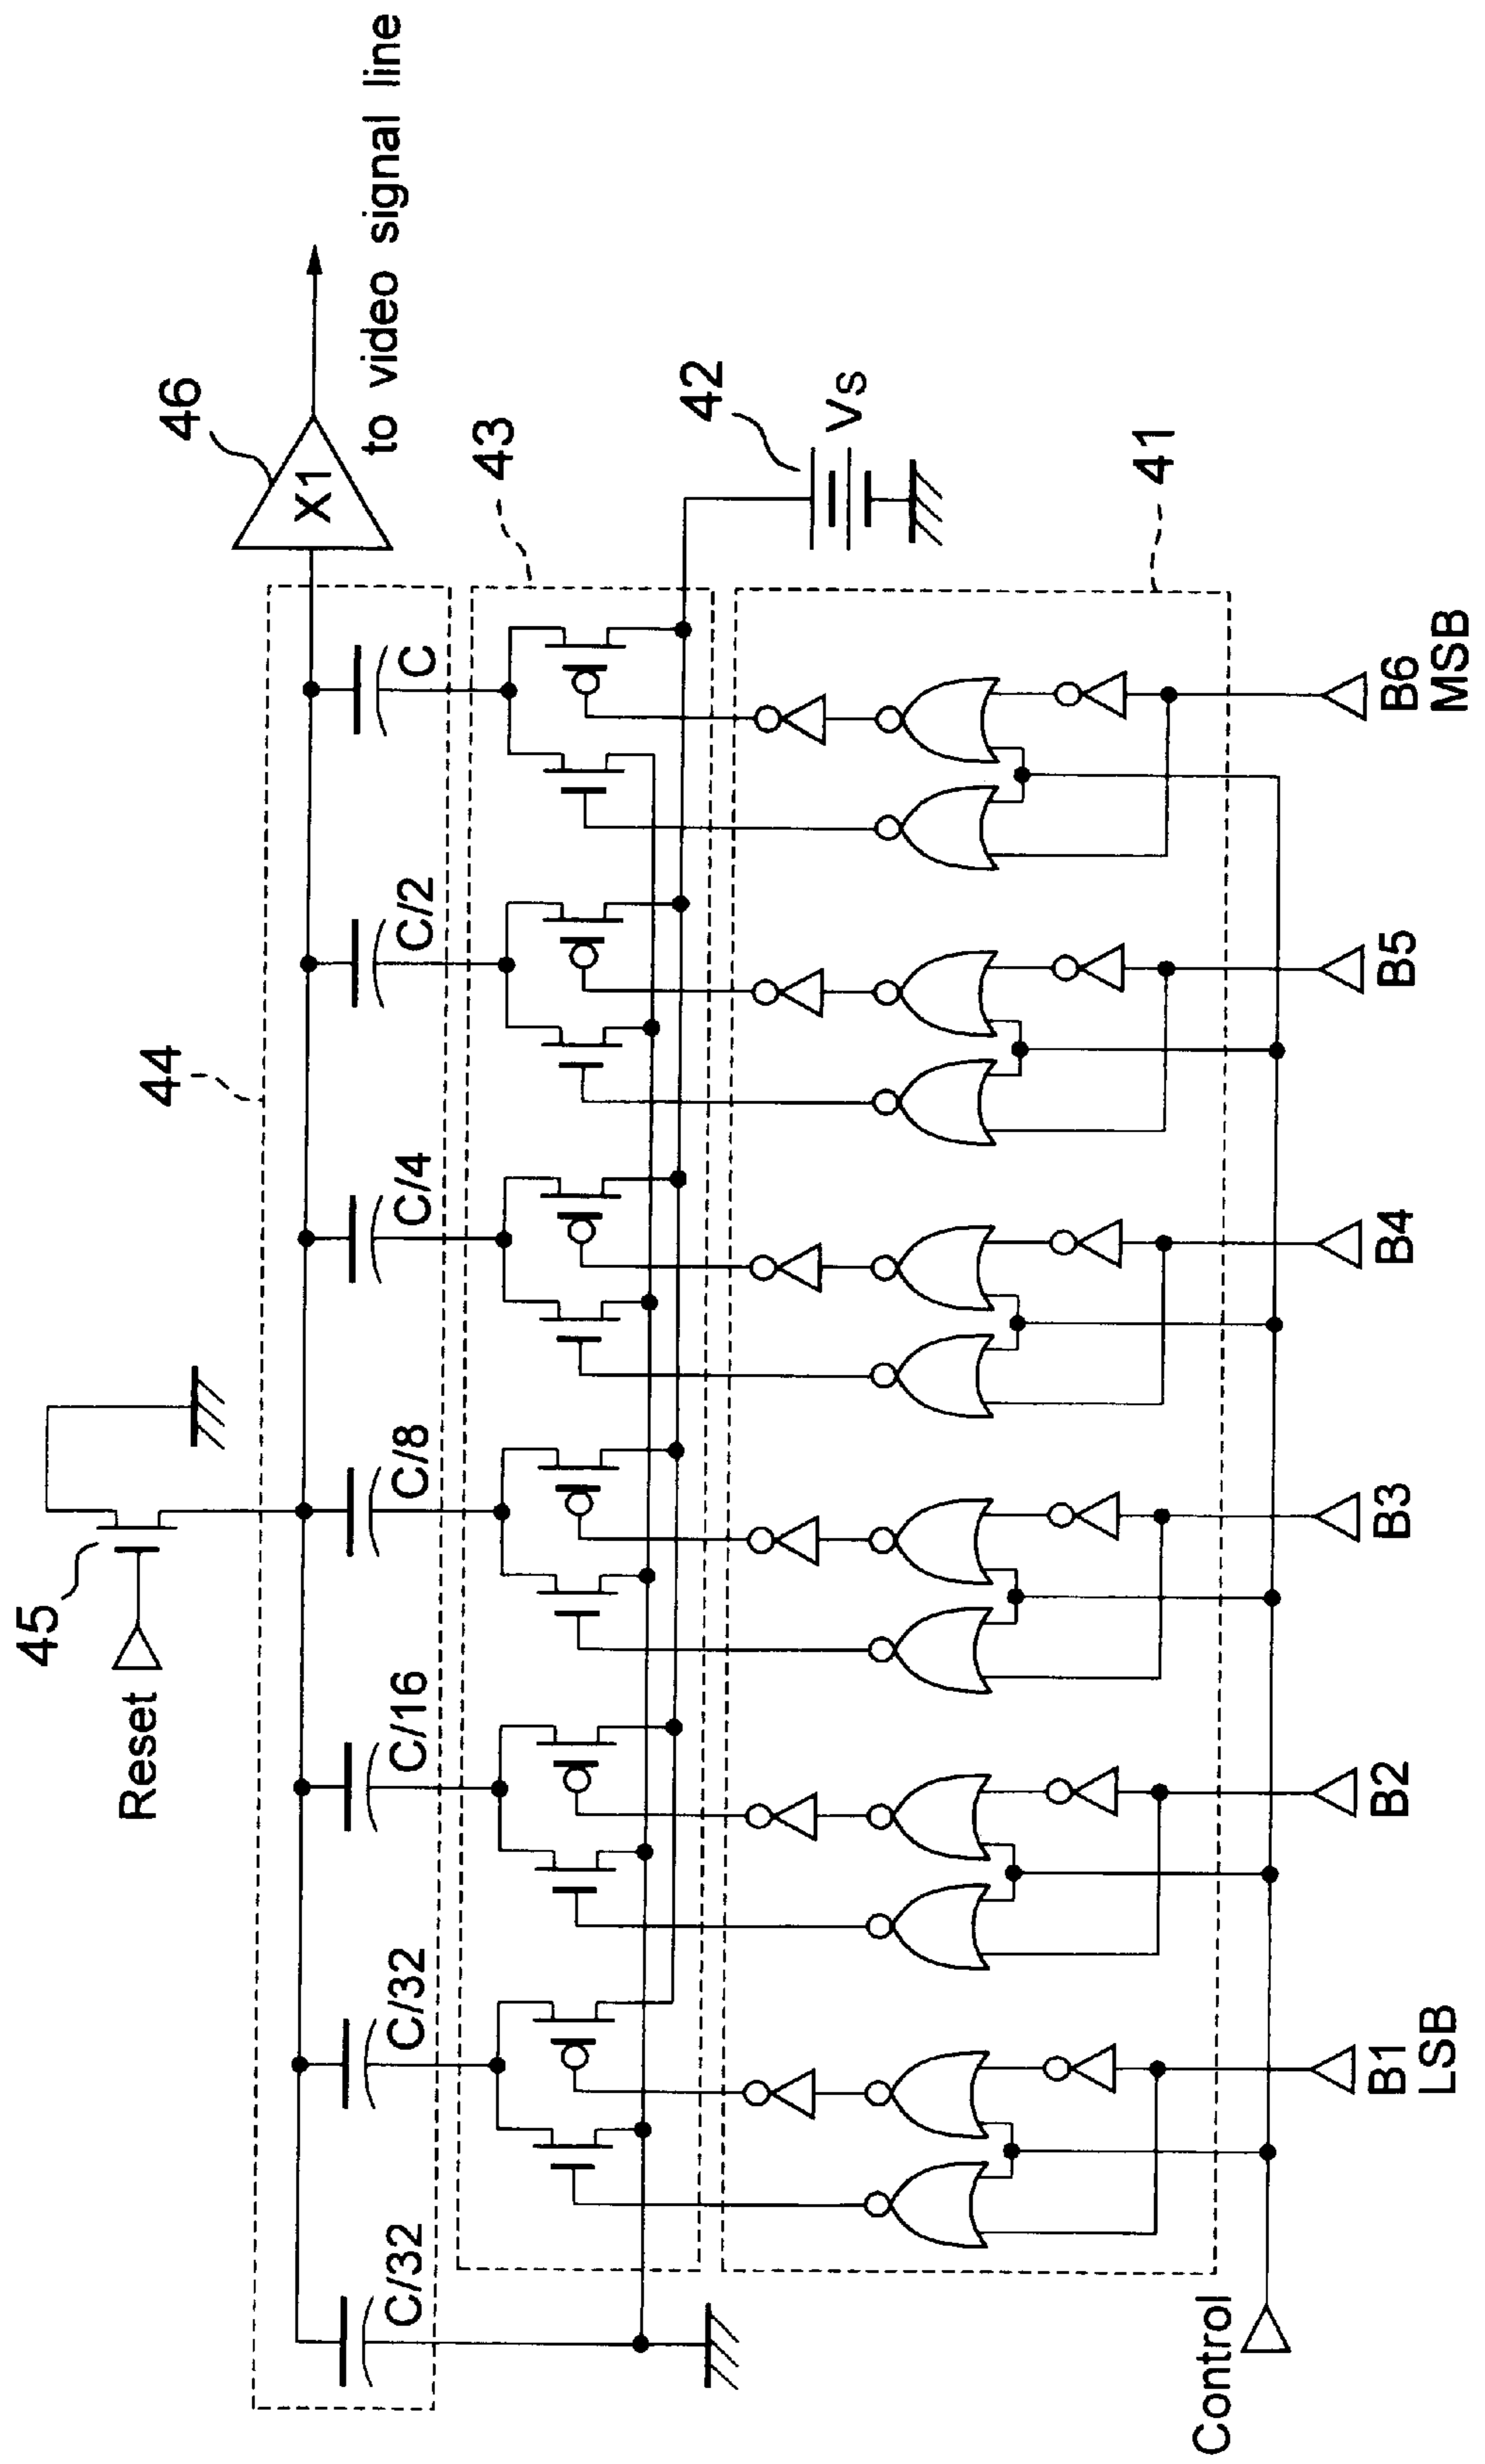 45
Reset
44
46
X1
to video signal line
C/32
C/32
C/16
C/8
C/4
C/2
C
43
42
Vs
41
Control
B1
LSB
B2
B3
B4
B5
B6
MSB